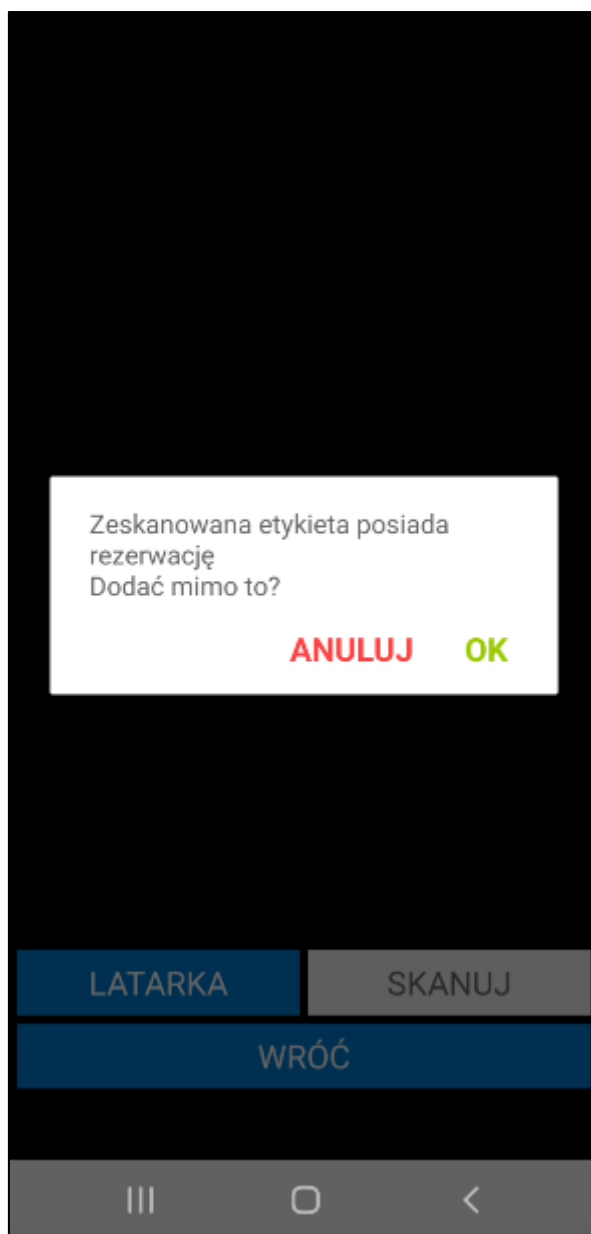 Zeskanowana etykieta posiada
rezerwację
Dodać mimo to?
ANULUJ OK
LATARKA SKANUJ
WRÓĆ